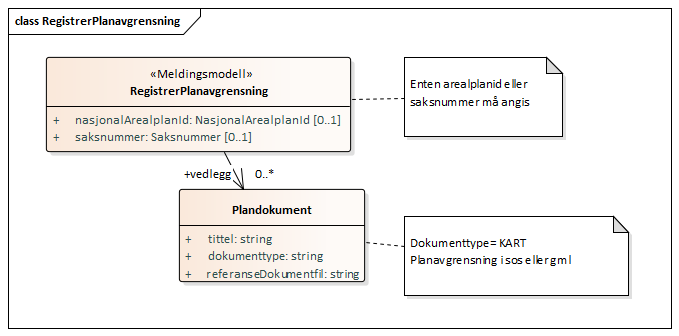 class RegistrerPlanavgrensning
«Meldingsmodell»
RegistrerPlanavgrensning
+ nasjonalArealplanId: NasjonalArealplanId [0..1]
+ saksnummer: Saksnummer [0..1]
Enten arealplanid eller
saksnummer må angis
+vedlegg 0..*
Plandokument
+ tittel: string
+ dokumenttype: string
+ referanseDokumentfil: string
Dokumenttype= KART
Planavgrensning i sos eller gml